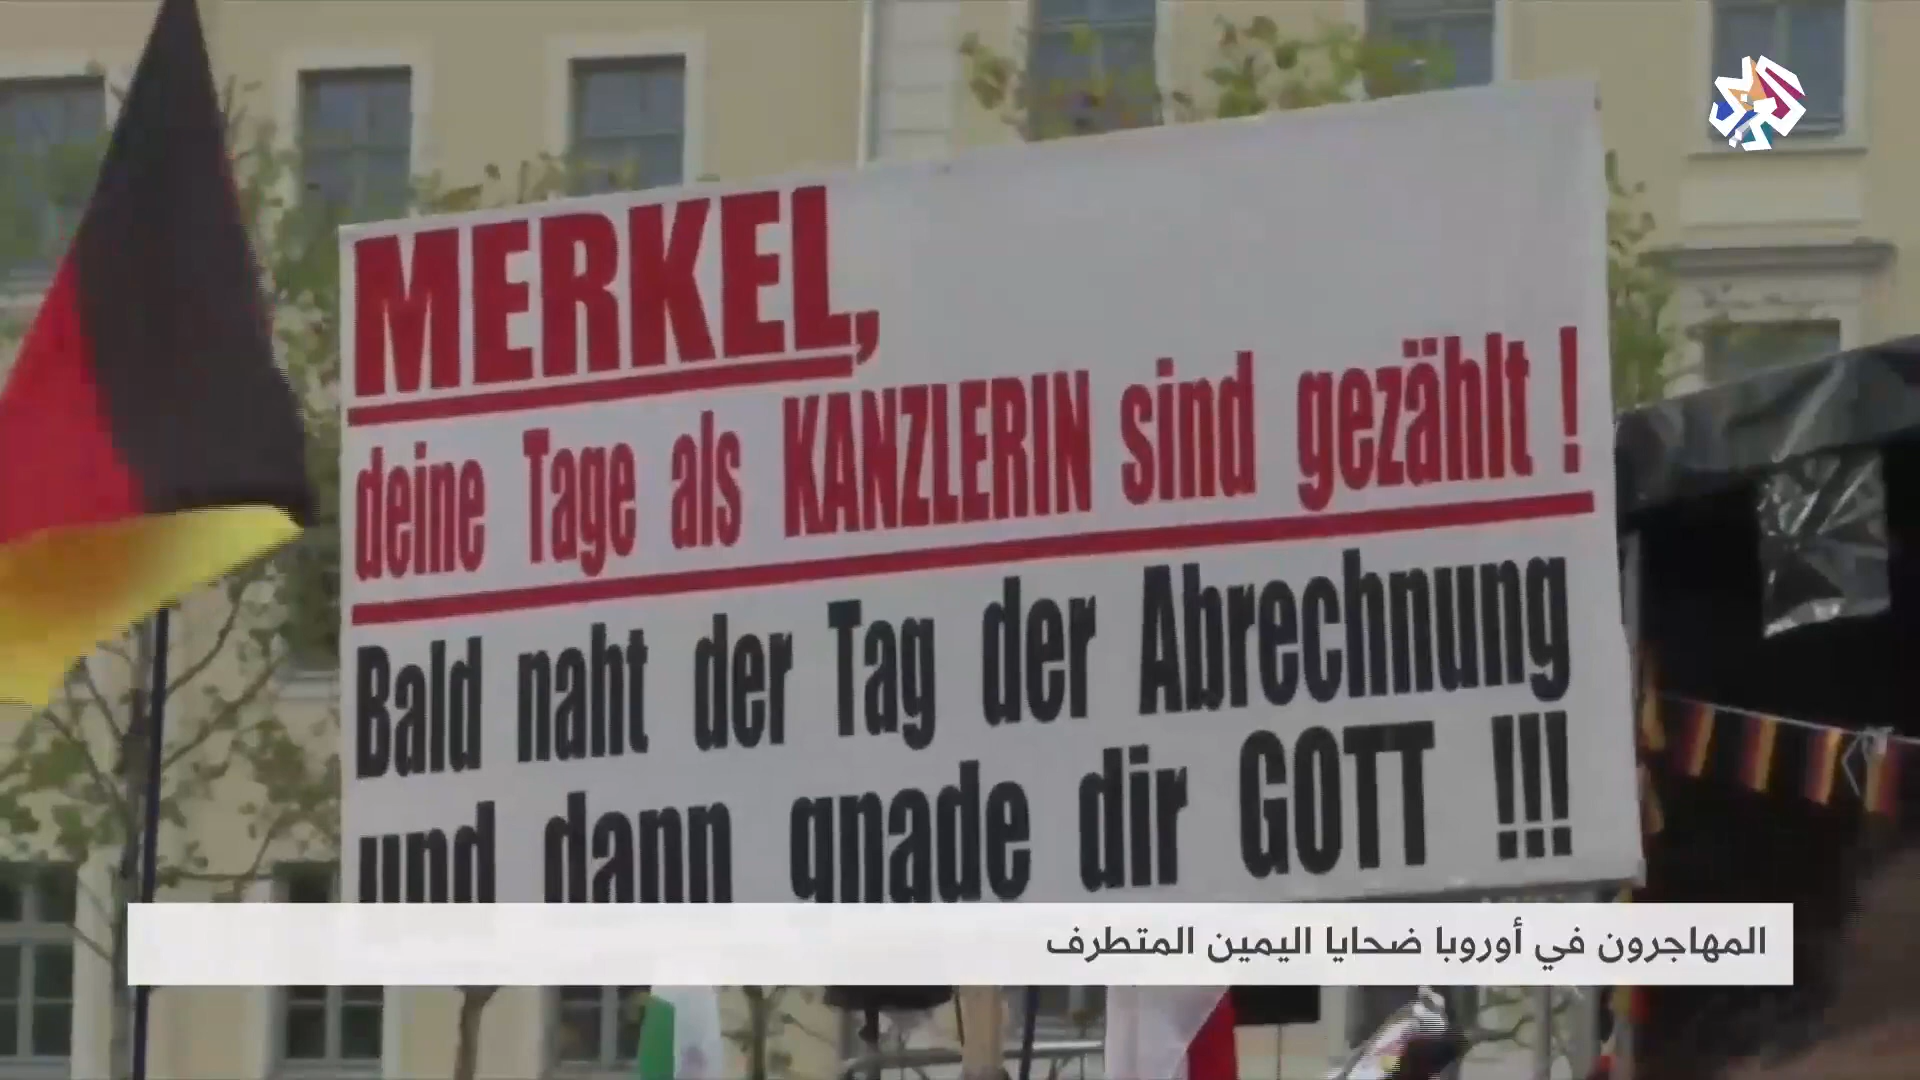 MERKEL,
deine Tage als KANZLERIN sind gezählt !
Bald naht der Tag der Abrechnung
und dann gnade dir GOTT !!!
المهاجرون في أوروبا ضحايا اليمين المتطرف